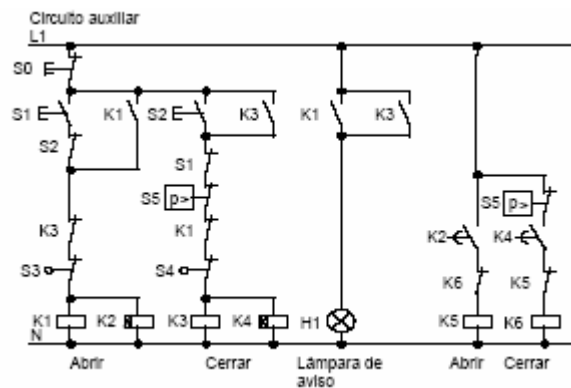 Circuito auxiliar
L1
S0
S1 K1 S2 K3 K1 K3
S2 S1
S5 p> S5 p>
K3 K1 K2 K4
S3 S4 K6 K5
K1 K2 K3 K4 H1 K5 K6
N
Abrir Cerrar Lámpara de aviso Abrir Cerrar